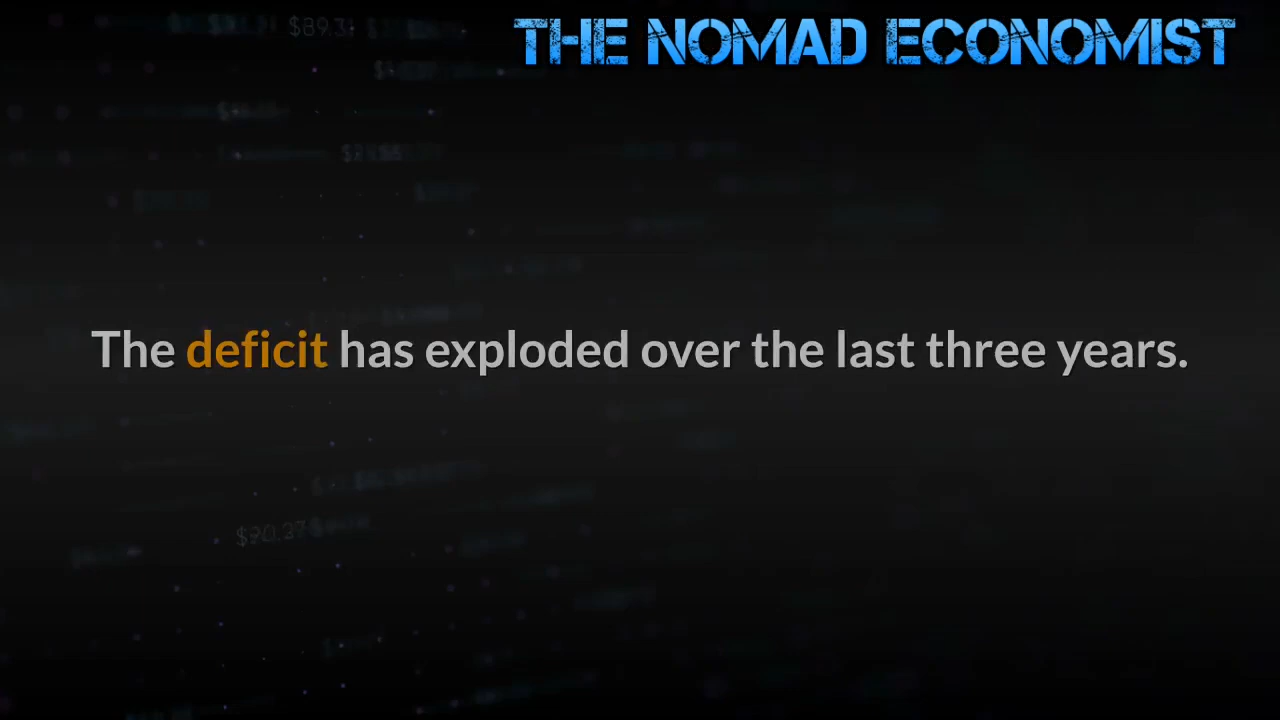 THE NOMAD ECONOMIST
The deficit has exploded over the last three years.